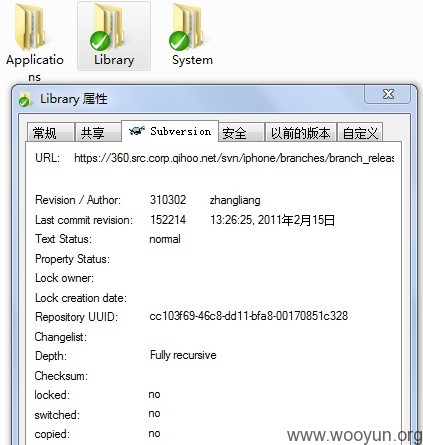 Applicatio
ns
Library
System
Library 属性
常规 共享 Subversion 安全 以前的版本 自定义
URL: https://360.src.corp.qihoo.net/svn/iphone/branches/branch_releas
Revision / Author: 310302 zhangliang
Last commit revision: 152214 13:26:25, 2011年2月15日
Text Status: normal
Property Status:
Lock owner:
Lock creation date:
Repository UUID: cc103f69-46c8-dd11-bfa8-00170851c328
Changelist:
Depth: Fully recursive
Checksum:
locked: no
switched: no
copied: no
www.wooyun.org